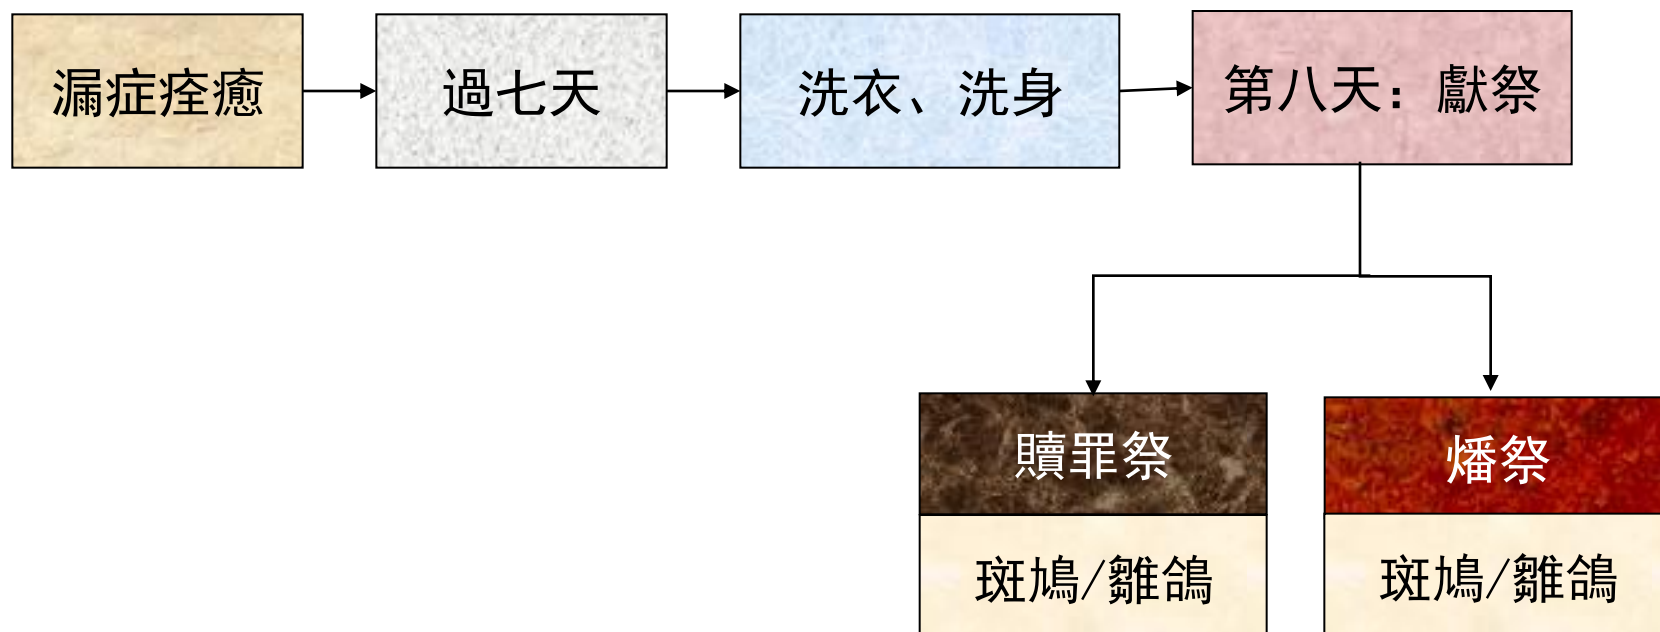 漏症痊癒
過七天
洗衣、洗身
第八天：獻祭
贖罪祭
燔祭
斑鳩/雛鴿
斑鳩/雛鴿